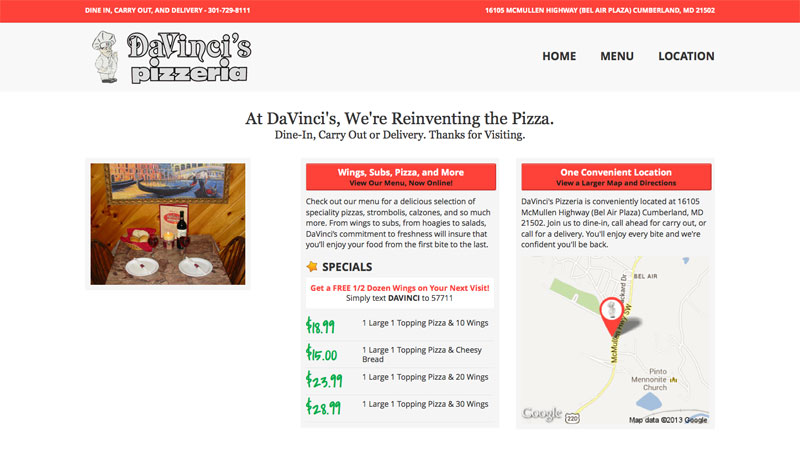 DINE IN, CARRY OUT, AND DELIVERY - 301-729-8111
16105 MCMULLEN HIGHWAY (BEL AIR PLAZA) CUMBERLAND, MD 21502
DaVinci's
pizzeria
HOME
MENU
LOCATION
At DaVinci's, We're Reinventing the Pizza.
Dine-In, Carry Out or Delivery. Thanks for Visiting.
Wings, Subs, Pizza, and More
View Our Menu, Now Online!
Check out our menu for a delicious selection of
speciality pizzas, strombolis, calzones, and so much
more. From wings to subs, from hoagies to salads,
DaVinci's commitment to freshness will insure that
you'll enjoy your food from the first bite to the last.
SPECIALS
Get a FREE 1/2 Dozen Wings on Your Next Visit!
Simply text DAVINCI to 57711
$18.99 1 Large 1 Topping Pizza & 10 Wings
$15.00 1 Large 1 Topping Pizza & Cheesy
Bread
$23.99 1 Large 1 Topping Pizza & 20 Wings
$28.99 1 Large 1 Topping Pizza & 30 Wings
One Convenient Location
View a Larger Map and Directions
DaVinci's Pizzeria is conveniently located at 16105
McMullen Highway (Bel Air Plaza) Cumberland, MD
21502. Join us to dine-in, call ahead for carry out, or
call for a delivery. You'll enjoy every bite and we're
confident you'll be back.
BEL AIR
Packard Dr
McMullen Hwy SW
Pinto
Mennonite
Church
Google
220
Map data ©2013 Google